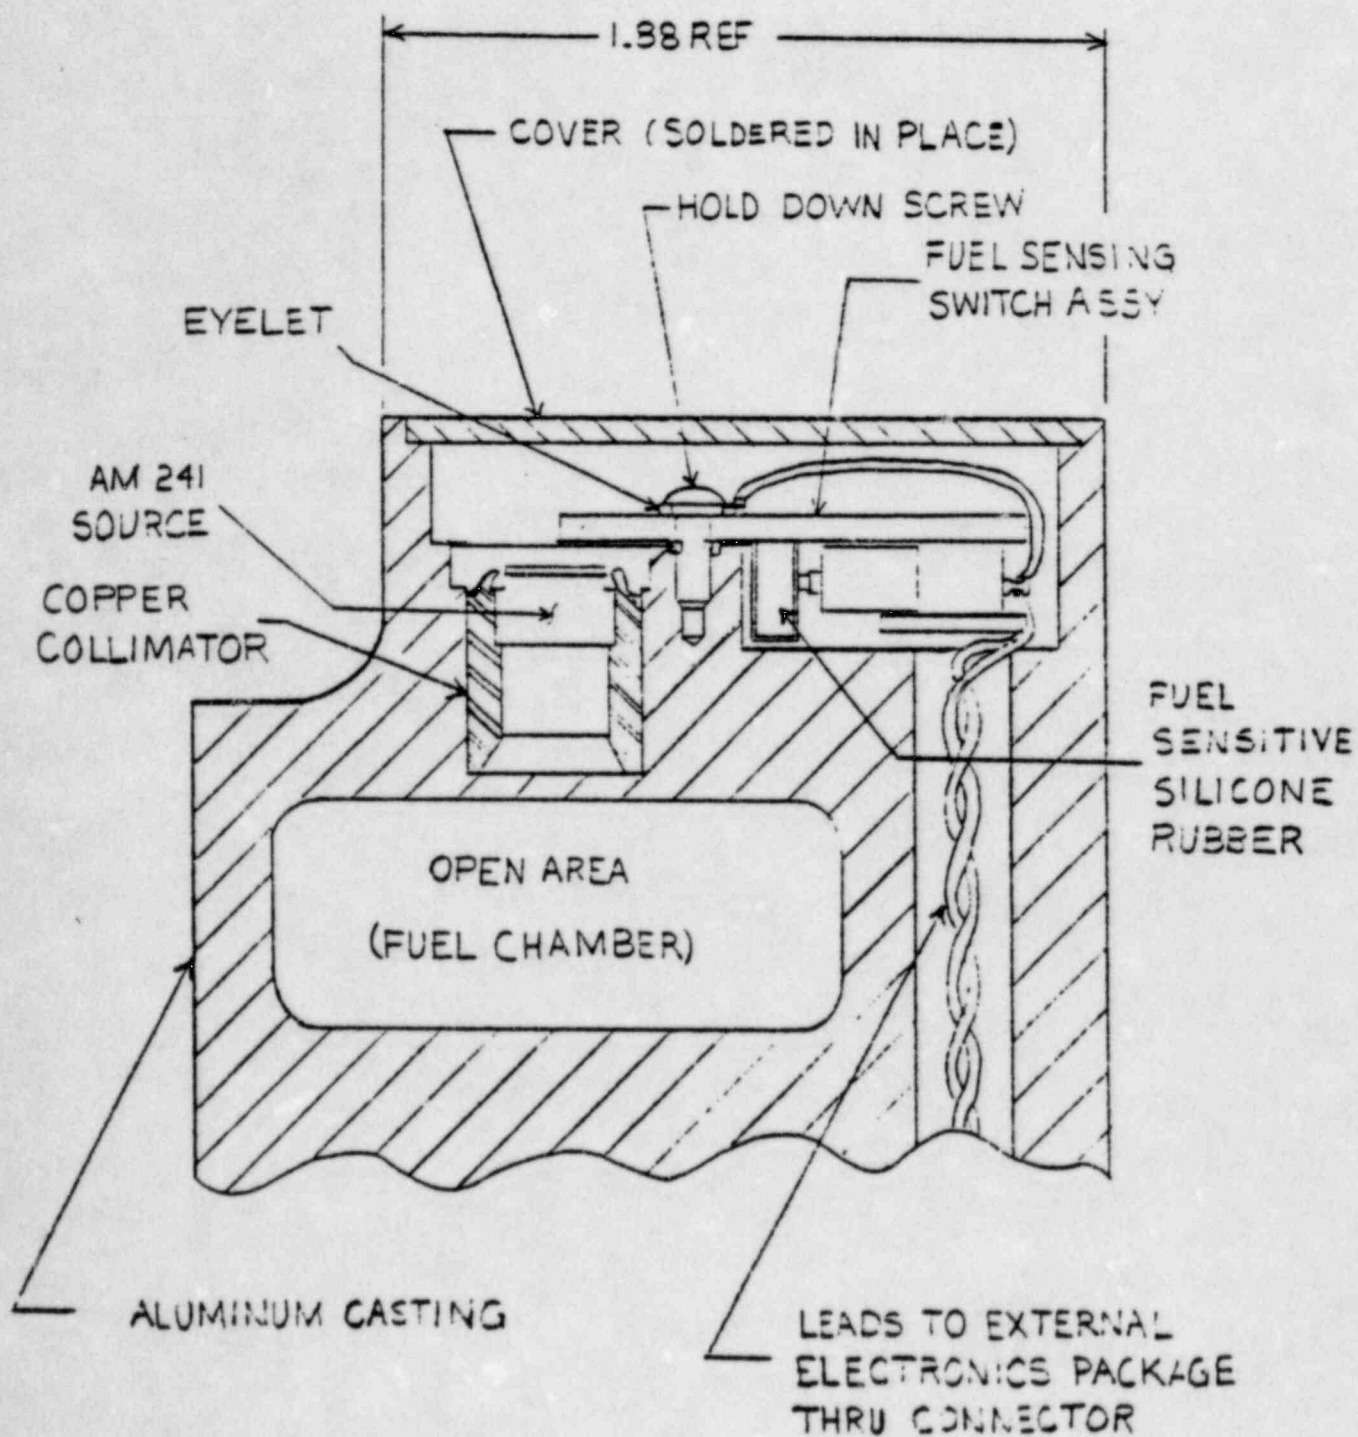 1.38 REF
COVER (SOLDERED IN PLACE)
HOLD DOWN SCREW
FUEL SENSING
SWITCH ASSY
EYELET
AM 241
SOURCE
COPPER
COLLIMATOR
FUEL
SENSITIVE
SILICONE
RUBBER
OPEN AREA
(FUEL CHAMBER)
ALUMINUM CASTING
LEADS TO EXTERNAL
ELECTRONICS PACKAGE
THRU CONNECTOR